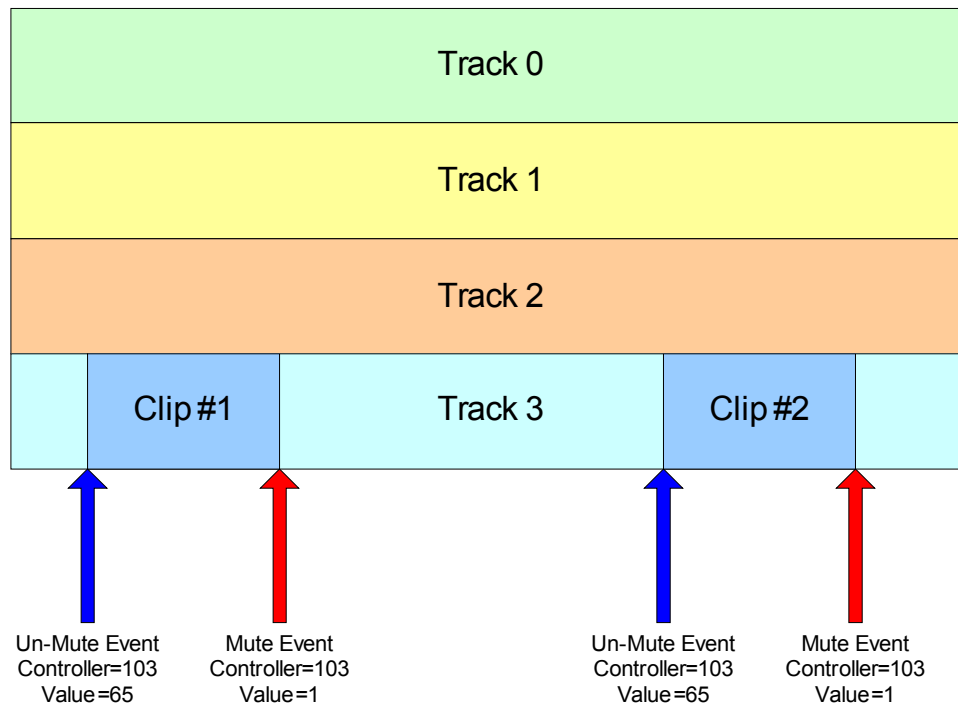 Track 0
Track 1
Track 2
Clip #1
Track 3
Clip #2
Un-Mute Event
Controller=103
Value=65
Mute Event
Controller=103
Value=1
Un-Mute Event
Controller=103
Value=65
Mute Event
Controller=103
Value=1